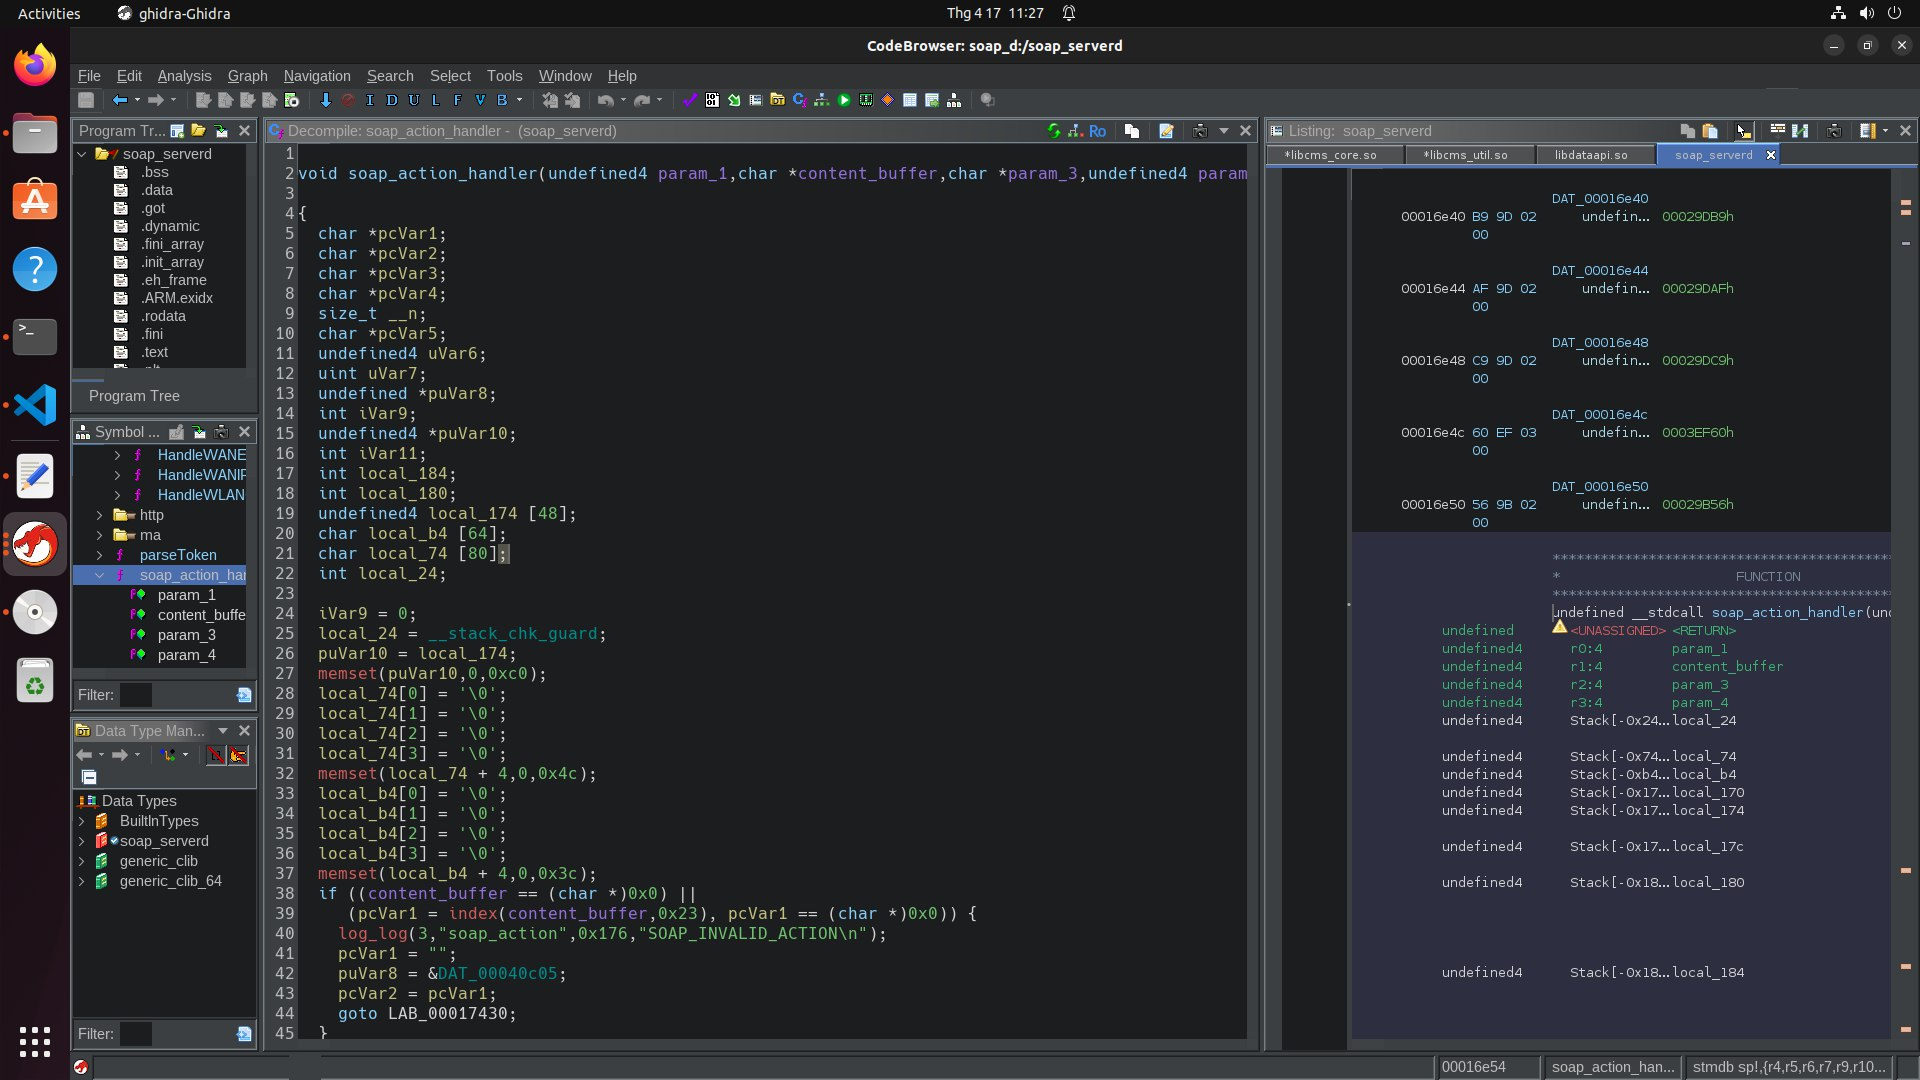 Activities
ghidra-Ghidra
Thg 4 17 11:27
CodeBrowser: soap_d:/soap_serverd
File Edit Analysis Graph Navigation Search Select Tools Window Help
I D U L F V B
Program Tr...
soap_serverd
.bss
.data
.got
.dynamic
.fini_array
.init_array
.eh_frame
.ARM.exidx
.rodata
.fini
.text
Program Tree
Symbol ...
HandleWANE
HandleWANIF
HandleWLAN
http
ma
parseToken
soap_action_har
param_1
content_buffe
param_3
param_4
Filter:
Data Type Man...
Data Types
BuiltInTypes
soap_serverd
generic_clib
generic_clib_64
Filter:
Decompile: soap_action_handler - (soap_serverd)
Ro
1
2 void soap_action_handler(undefined4 param_1,char *content_buffer,char *param_3,undefined4 param
3
4 {
5 char *pcVar1;
6 char *pcVar2;
7 char *pcVar3;
8 char *pcVar4;
9 size_t __n;
10 char *pcVar5;
11 undefined4 uVar6;
12 uint uVar7;
13 undefined *puVar8;
14 int iVar9;
15 undefined4 *puVar10;
16 int iVar11;
17 int local_184;
18 int local_180;
19 undefined4 local_174 [48];
20 char local_b4 [64];
21 char local_74 [80];
22 int local_24;
23
24 iVar9 = 0;
25 local_24 = __stack_chk_guard;
26 puVar10 = local_174;
27 memset(puVar10,0,0xc0);
28 local_74[0] = '\0';
29 local_74[1] = '\0';
30 local_74[2] = '\0';
31 local_74[3] = '\0';
32 memset(local_74 + 4,0,0x4c);
33 local_b4[0] = '\0';
34 local_b4[1] = '\0';
35 local_b4[2] = '\0';
36 local_b4[3] = '\0';
37 memset(local_b4 + 4,0,0x3c);
38 if ((content_buffer == (char *)0x0) ||
39 (pcVar1 = index(content_buffer,0x23), pcVar1 == (char *)0x0)) {
40 log_log(3,"soap_action",0x176,"SOAP_INVALID_ACTION\n");
41 pcVar1 = "";
42 puVar8 = &DAT_00040c05;
43 pcVar2 = pcVar1;
44 goto LAB_00017430;
45 }
Listing: soap_serverd
*libcms_core.so *libcms_util.so libdataapi.so soap_serverd
DAT_00016e40
00016e40 B9 9D 02 undefin... 00029DB9h
00
DAT_00016e44
00016e44 AF 9D 02 undefin... 00029DAFh
00
DAT_00016e48
00016e48 C9 9D 02 undefin... 00029DC9h
00
DAT_00016e4c
00016e4c 60 EF 03 undefin... 0003EF60h
00
DAT_00016e50
00016e50 56 9B 02 undefin... 00029B56h
00
* FUNCTION
undefined __stdcall soap_action_handler(und
undefined <UNASSIGNED> <RETURN>
undefined4 r0:4 param_1
undefined4 r1:4 content_buffer
undefined4 r2:4 param_3
undefined4 r3:4 param_4
undefined4 Stack[-0x24...local_24
undefined4 Stack[-0x74...local_74
undefined4 Stack[-0xb4...local_b4
undefined4 Stack[-0x17...local_170
undefined4 Stack[-0x17...local_174
undefined4 Stack[-0x17...local_17c
undefined4 Stack[-0x18...local_180
undefined4 Stack[-0x18...local_184
00016e54 soap_action_han... stmdb sp!,{r4,r5,r6,r7,r9,r10...